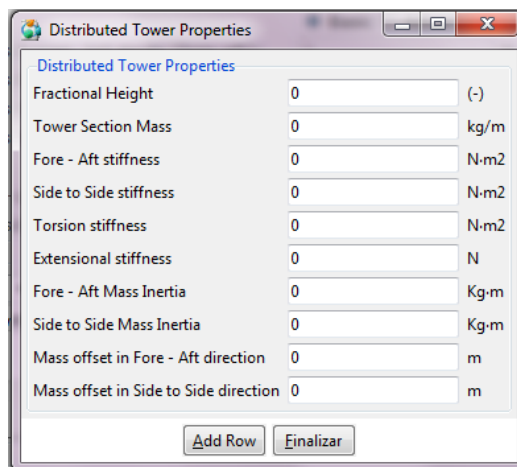 Distributed Tower Properties
Distributed Tower Properties
Fractional Height 0 (-)
Tower Section Mass 0 kg/m
Fore - Aft stiffness 0 N·m2
Side to Side stiffness 0 N·m2
Torsion stiffness 0 N·m2
Extensional stiffness 0 N
Fore - Aft Mass Inertia 0 Kg·m
Side to Side Mass Inertia 0 Kg·m
Mass offset in Fore - Aft direction 0 m
Mass offset in Side to Side direction 0 m
Add Row Finalizar